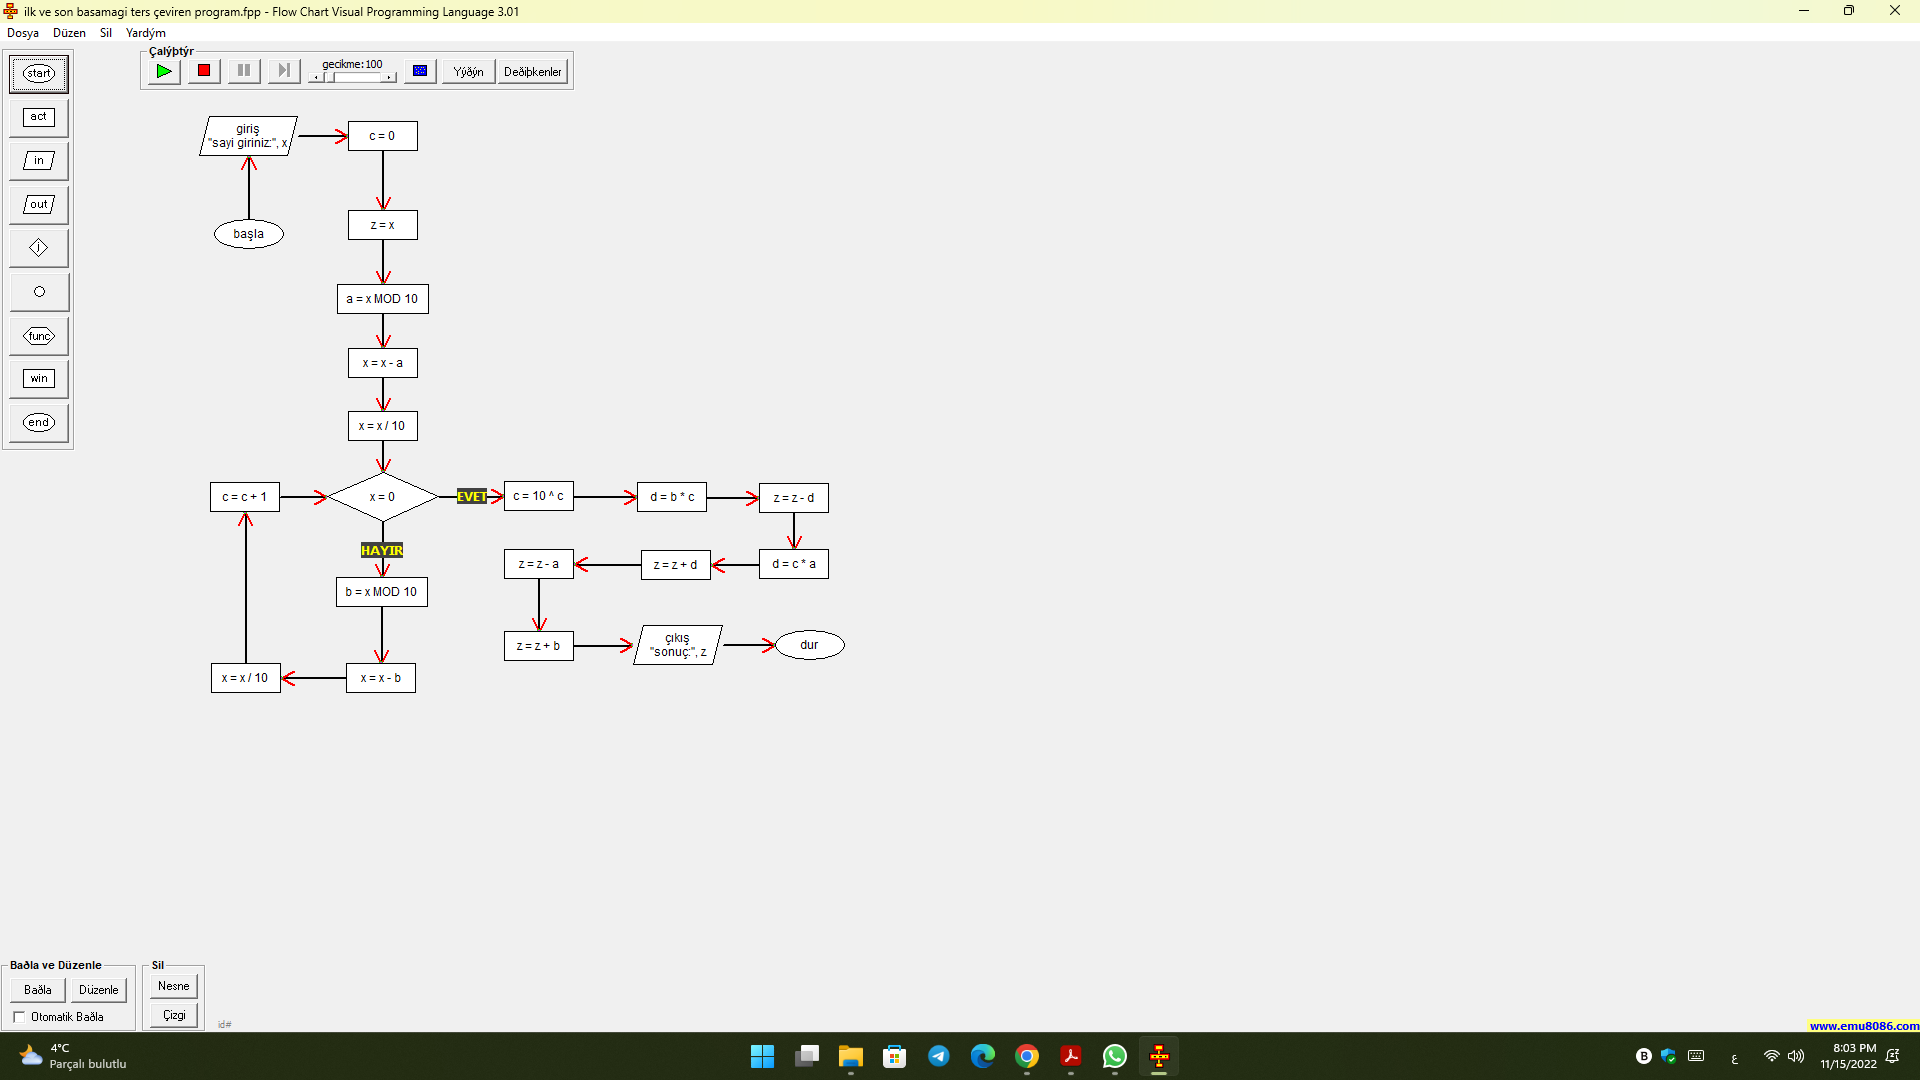 ilk ve son basamagi ters çeviren program.fpp - Flow Chart Visual Programming Language 3.01
Dosya Düzen Sil Yardým
Çalýþtýr
gecikme:100
Yýðýn
Deðiþkenler
start
act
in
out
j
func
win
end
giriş
"sayi giriniz:", x
c = 0
başla
z = x
a = x MOD 10
x = x - a
x = x / 10
c = c + 1
x = 0
EVET
c = 10 ^ c
d = b * c
z = z - d
HAYIR
z = z - a
z = z + d
d = c * a
b = x MOD 10
z = z + b
çıkış
"sonuç:", z
dur
x = x / 10
x = x - b
Baðla ve Düzenle
Baðla
Düzenle
Otomatik Baðla
Sil
Nesne
Çizgi
id#
www.emu8086.com
4°C
Parçalı bulutlu
B
ع
8:03 PM
11/15/2022